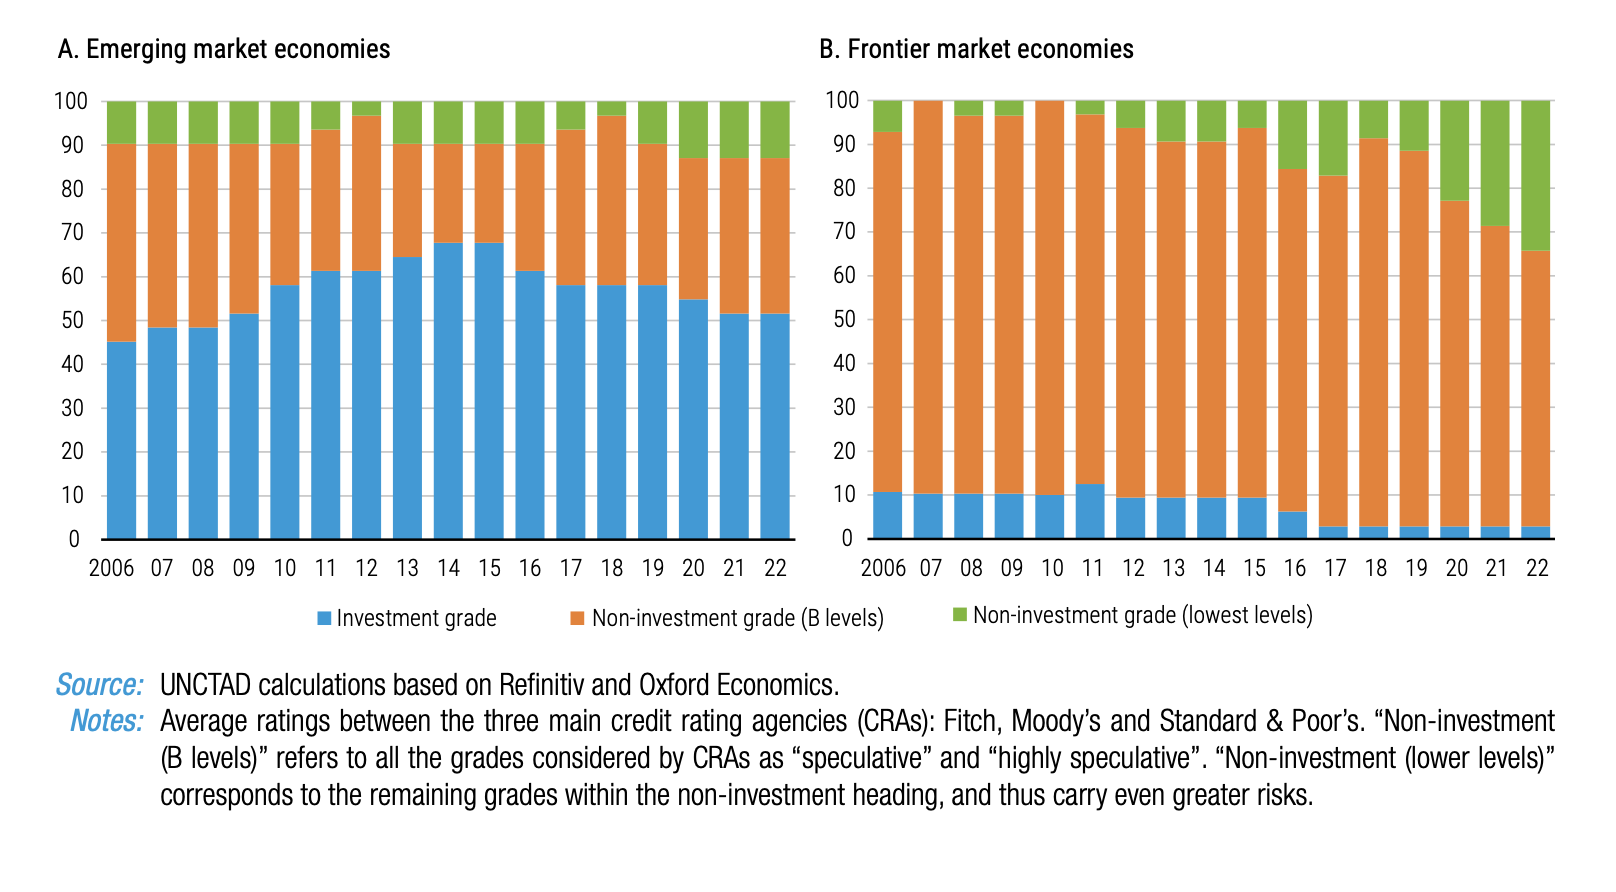 A. Emerging market economies
100
90
80
70
60
50
40
30
20
10
0
2006 07 08 09 10 11 12 13 14 15 16 17 18 19 20 21 22
B. Frontier market economies
100
90
80
70
60
50
40
30
20
10
0
2006 07 08 09 10 11 12 13 14 15 16 17 18 19 20 21 22
Investment grade Non-investment grade (B levels) Non-investment grade (lowest levels)
Source: UNCTAD calculations based on Refinitiv and Oxford Economics.
Notes: Average ratings between the three main credit rating agencies (CRAs): Fitch, Moody’s and Standard & Poor’s. “Non-investment
(B levels)” refers to all the grades considered by CRAs as “speculative” and “highly speculative”. “Non-investment (lower levels)”
corresponds to the remaining grades within the non-investment heading, and thus carry even greater risks.